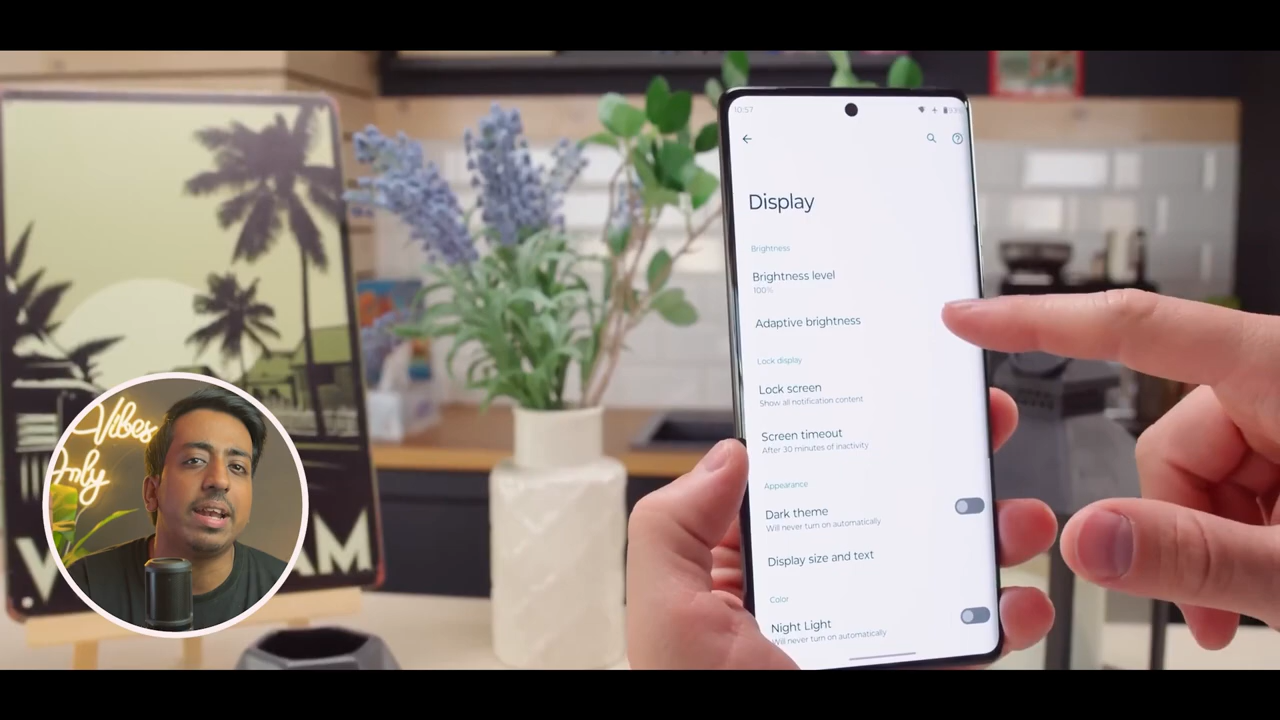 10:57
Display
Brightness
Brightness level
100%
Adaptive brightness
Lock display
Lock screen
Show all notification content
Screen timeout
After 30 minutes of inactivity
Appearance
Dark theme
Will never turn on automatically
Display size and text
Color
Night Light
Will never turn on automatically
Vibes
Only